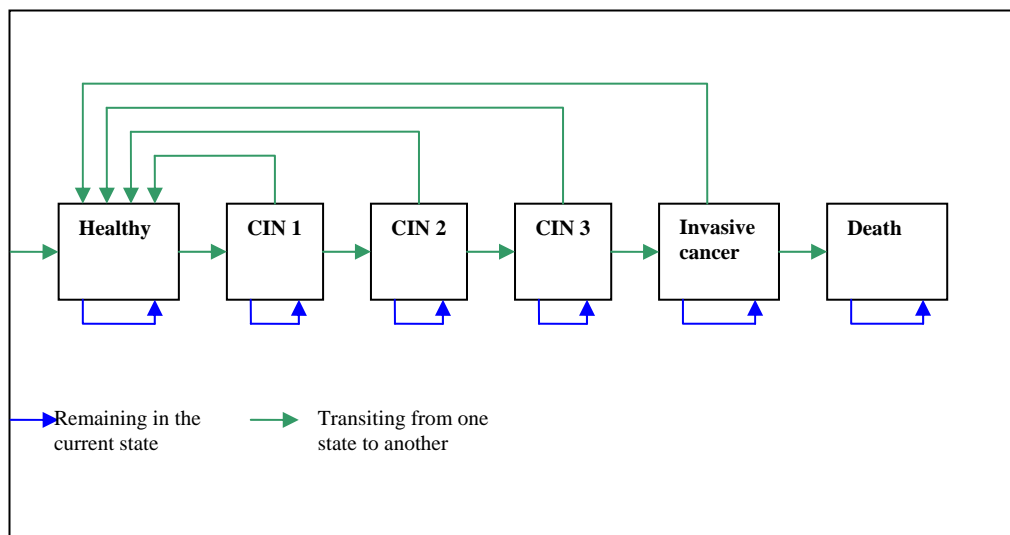 Healthy
CIN 1
CIN 2
CIN 3
Invasive
cancer
Death
Remaining in the
current state
Transiting from one
state to another